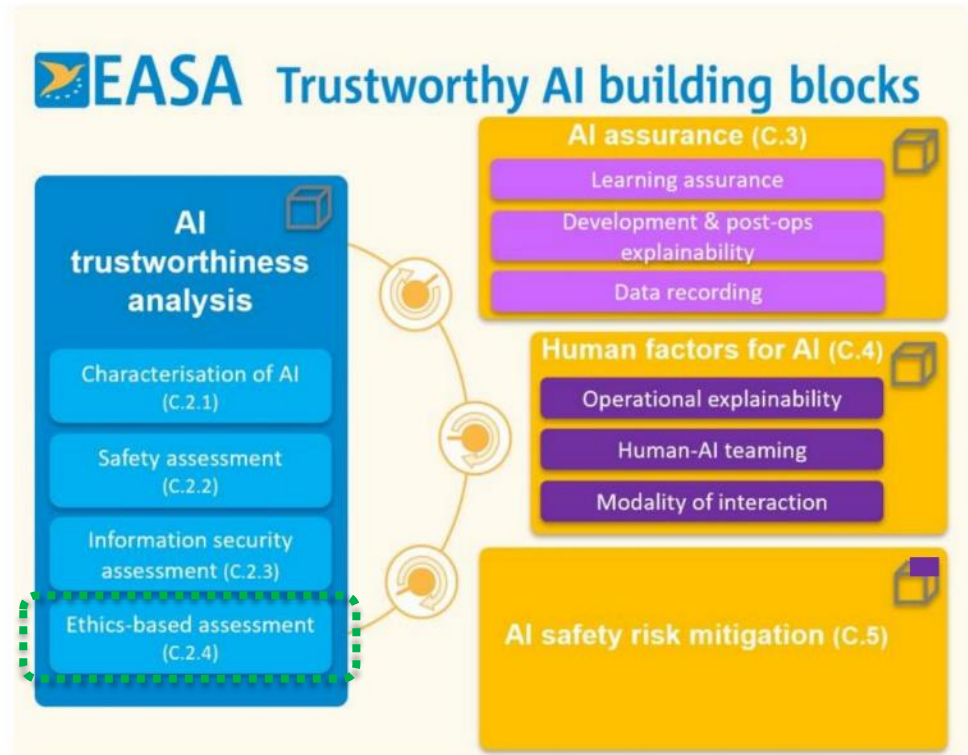 EASA Trustworthy AI building blocks
AI
trustworthiness
analysis
Characterisation of AI
(C.2.1)
Safety assessment
(C.2.2)
Information security
assessment (C.2.3)
Ethics-based assessment
(C.2.4)
AI assurance (C.3)
Learning assurance
Development & post-ops
explainability
Data recording
Human factors for AI (C.4)
Operational explainability
Human-AI teaming
Modality of interaction
AI safety risk mitigation (C.5)